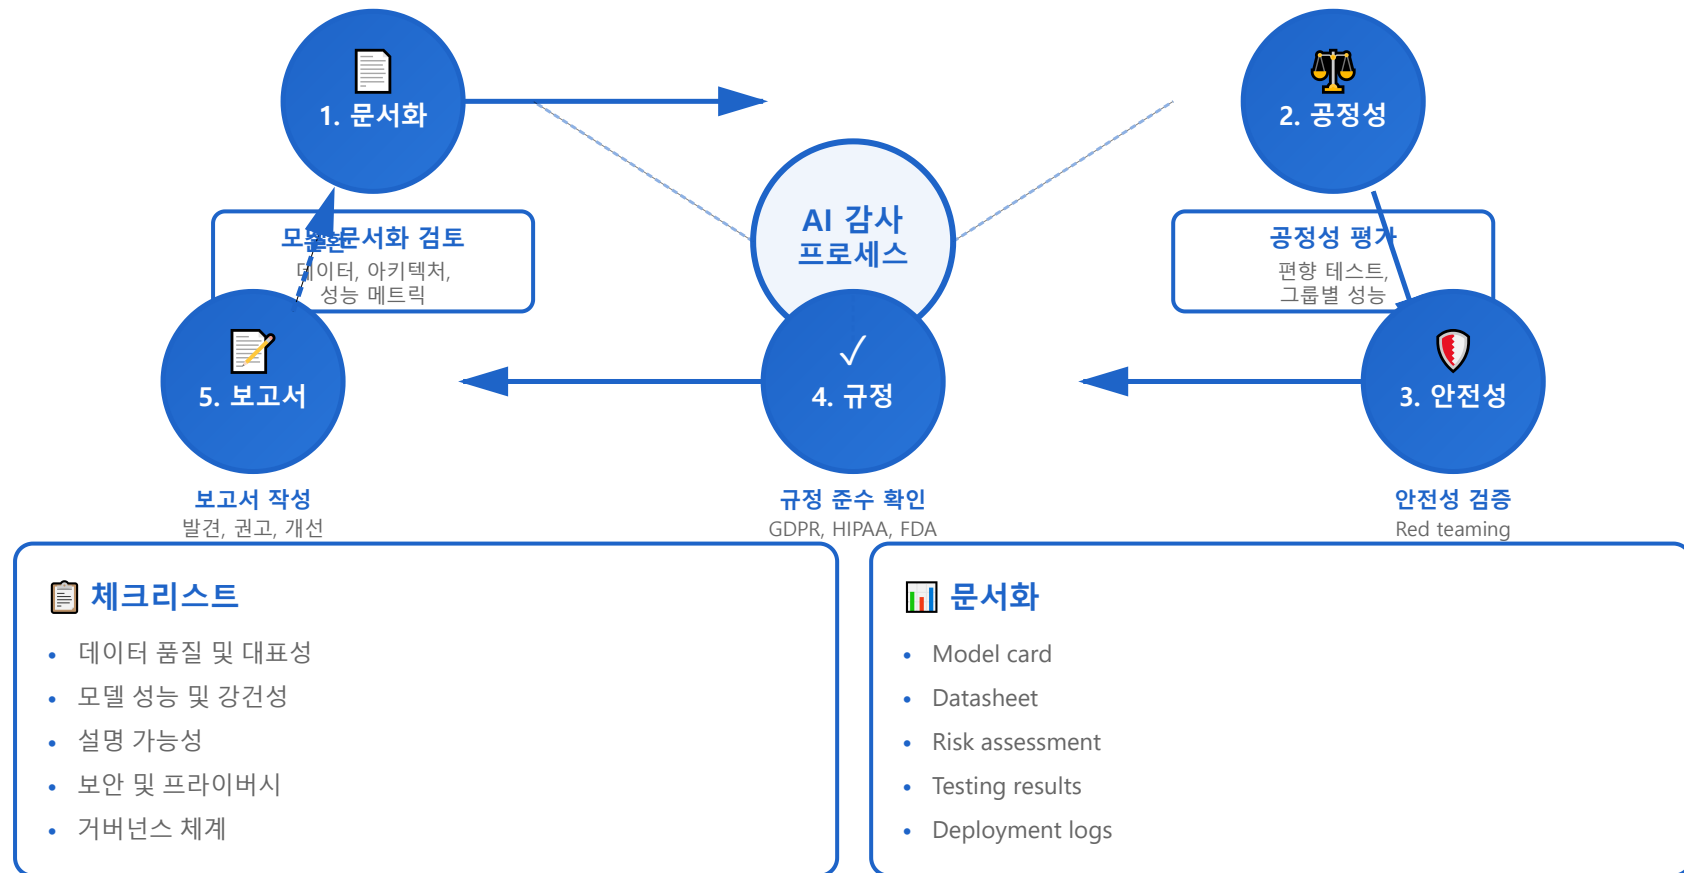 1. 문서화
2. 공정성
AI 감사
프로세스
모델 문서화 검토
순환
데이터, 아키텍처,
성능 메트릭
공정성 평가
편향 테스트,
그룹별 성능
5. 보고서
✓
4. 규정
3. 안전성
보고서 작성
발견, 권고, 개선
규정 준수 확인
GDPR, HIPAA, FDA
안전성 검증
Red teaming
체크리스트
• 데이터 품질 및 대표성
• 모델 성능 및 강건성
• 설명 가능성
• 보안 및 프라이버시
• 거버넌스 체계
문서화
• Model card
• Datasheet
• Risk assessment
• Testing results
• Deployment logs